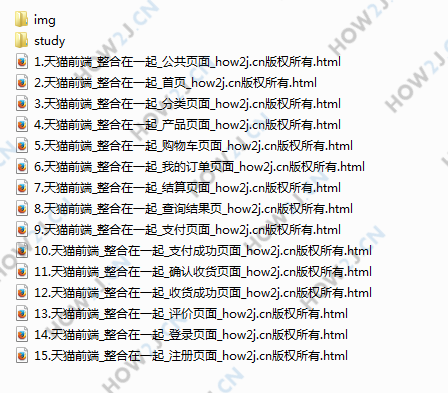 img
study
1.天猫前端_整合在一起_公共页面_how2j.cn版权所有.html
2.天猫前端_整合在一起_首页_how2j.cn版权所有.html
3.天猫前端_整合在一起_分类页面_how2j.cn版权所有.html
4.天猫前端_整合在一起_产品页面_how2j.cn版权所有.html
5.天猫前端_整合在一起_购物车页面_how2j.cn版权所有.html
6.天猫前端_整合在一起_我的订单页面_how2j.cn版权所有.html
7.天猫前端_整合在一起_结算页面_how2j.cn版权所有.html
8.天猫前端_整合在一起_查询结果页_how2j.cn版权所有.html
9.天猫前端_整合在一起_支付页面_how2j.cn版权所有.html
10.天猫前端_整合在一起_支付成功页面_how2j.cn版权所有.html
11.天猫前端_整合在一起_确认收货页面_how2j.cn版权所有.html
12.天猫前端_整合在一起_收货成功页面_how2j.cn版权所有.html
13.天猫前端_整合在一起_评价页面_how2j.cn版权所有.html
14.天猫前端_整合在一起_登录页面_how2j.cn版权所有.html
15.天猫前端_整合在一起_注册页面_how2j.cn版权所有.html
HOW2J.CN